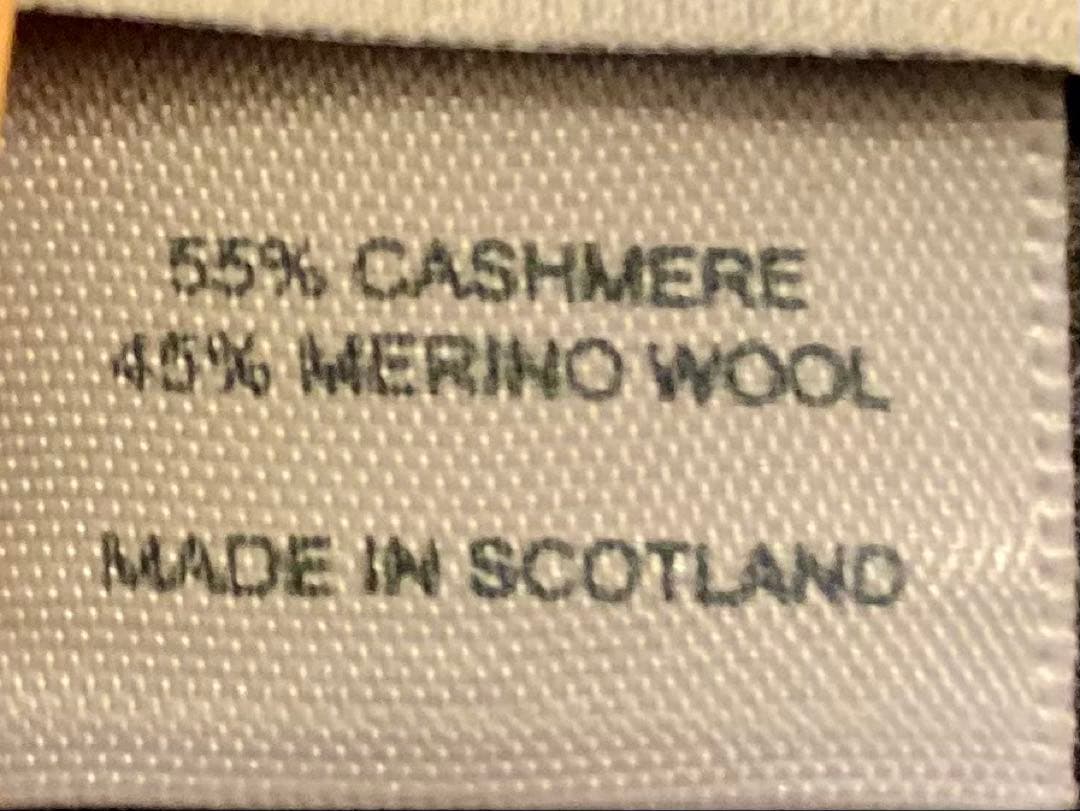 55% CASHMERE
45% MERINO WOOL
MADE IN SCOTLAND